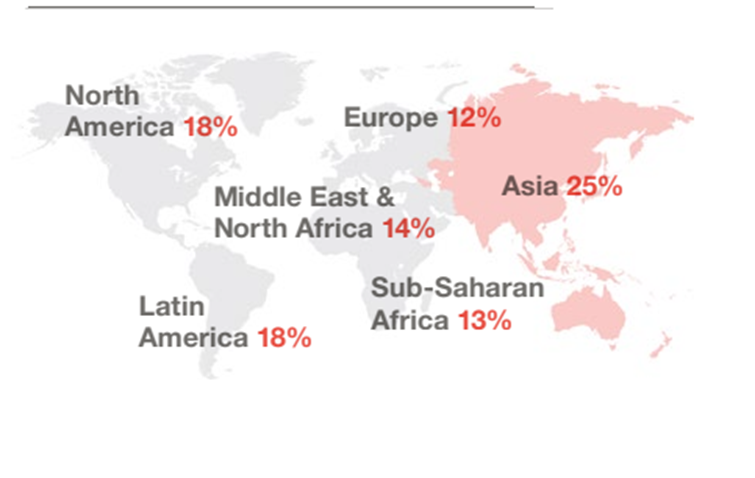 North
America 18%
Europe 12%
Asia 25%
Middle East &
North Africa 14%
Sub-Saharan
Africa 13%
Latin
America 18%